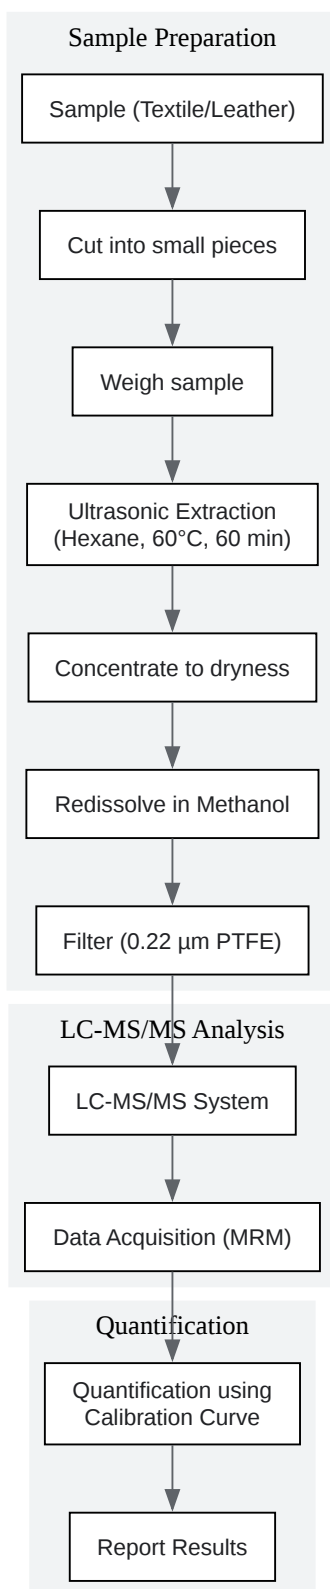 Sample Preparation
Sample (Textile/Leather)
Cut into small pieces
Weigh sample
Ultrasonic Extraction
(Hexane, 60°C, 60 min)
Concentrate to dryness
Redissolve in Methanol
Filter (0.22 µm PTFE)
LC-MS/MS Analysis
LC-MS/MS System
Data Acquisition (MRM)
Quantification
Quantification using
Calibration Curve
Report Results